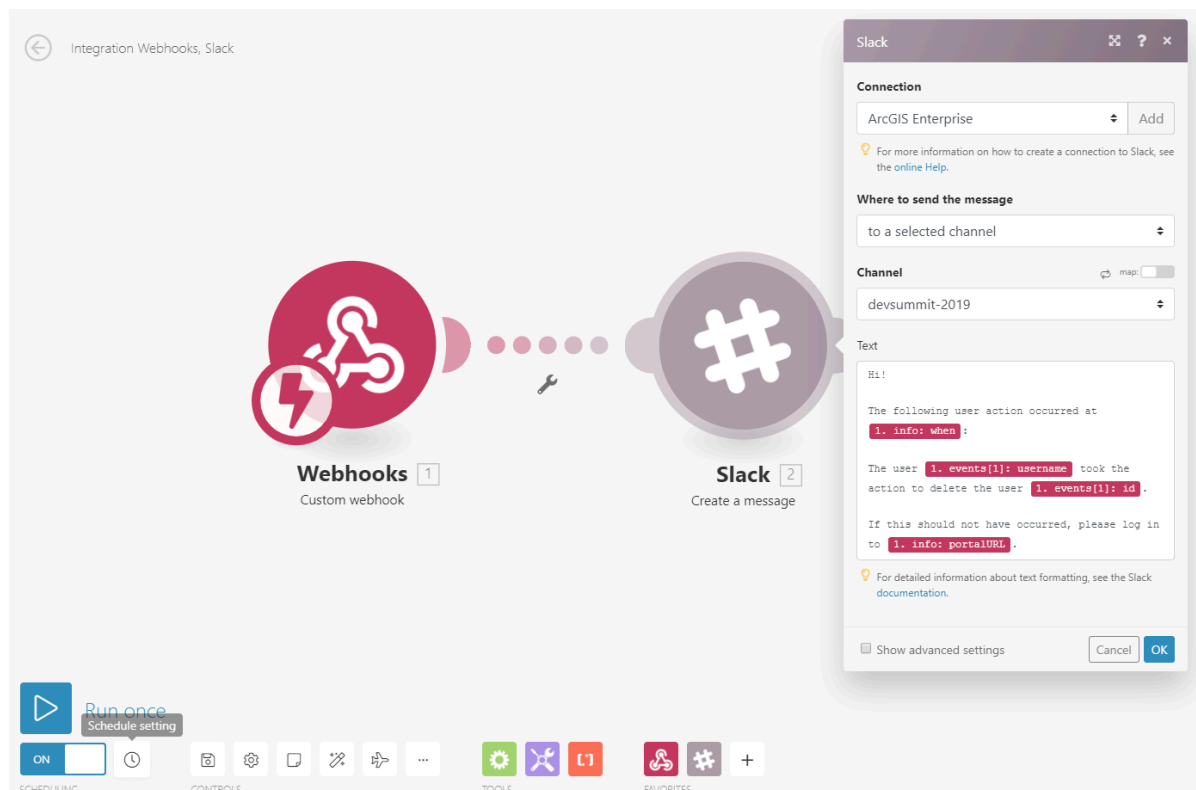 Integration Webhooks, Slack
Webhooks 1
Custom webhook
Slack 2
Create a message
Slack ? ×
Connection
ArcGIS Enterprise Add
For more information on how to create a connection to Slack, see
the online Help.
Where to send the message
to a selected channel
Channel map:
devsummit-2019
Text
Hi!
The following user action occurred at
1. info: when :
The user 1. events[1]: username took the
action to delete the user 1. events[1]: id .
If this should not have occurred, please log in
to 1. info: portalURL .
For detailed information about text formatting, see the Slack
documentation.
Show advanced settings Cancel OK
Run once
Schedule setting
ON
SCHEDULING CONTROLS TOOLS FAVORITES